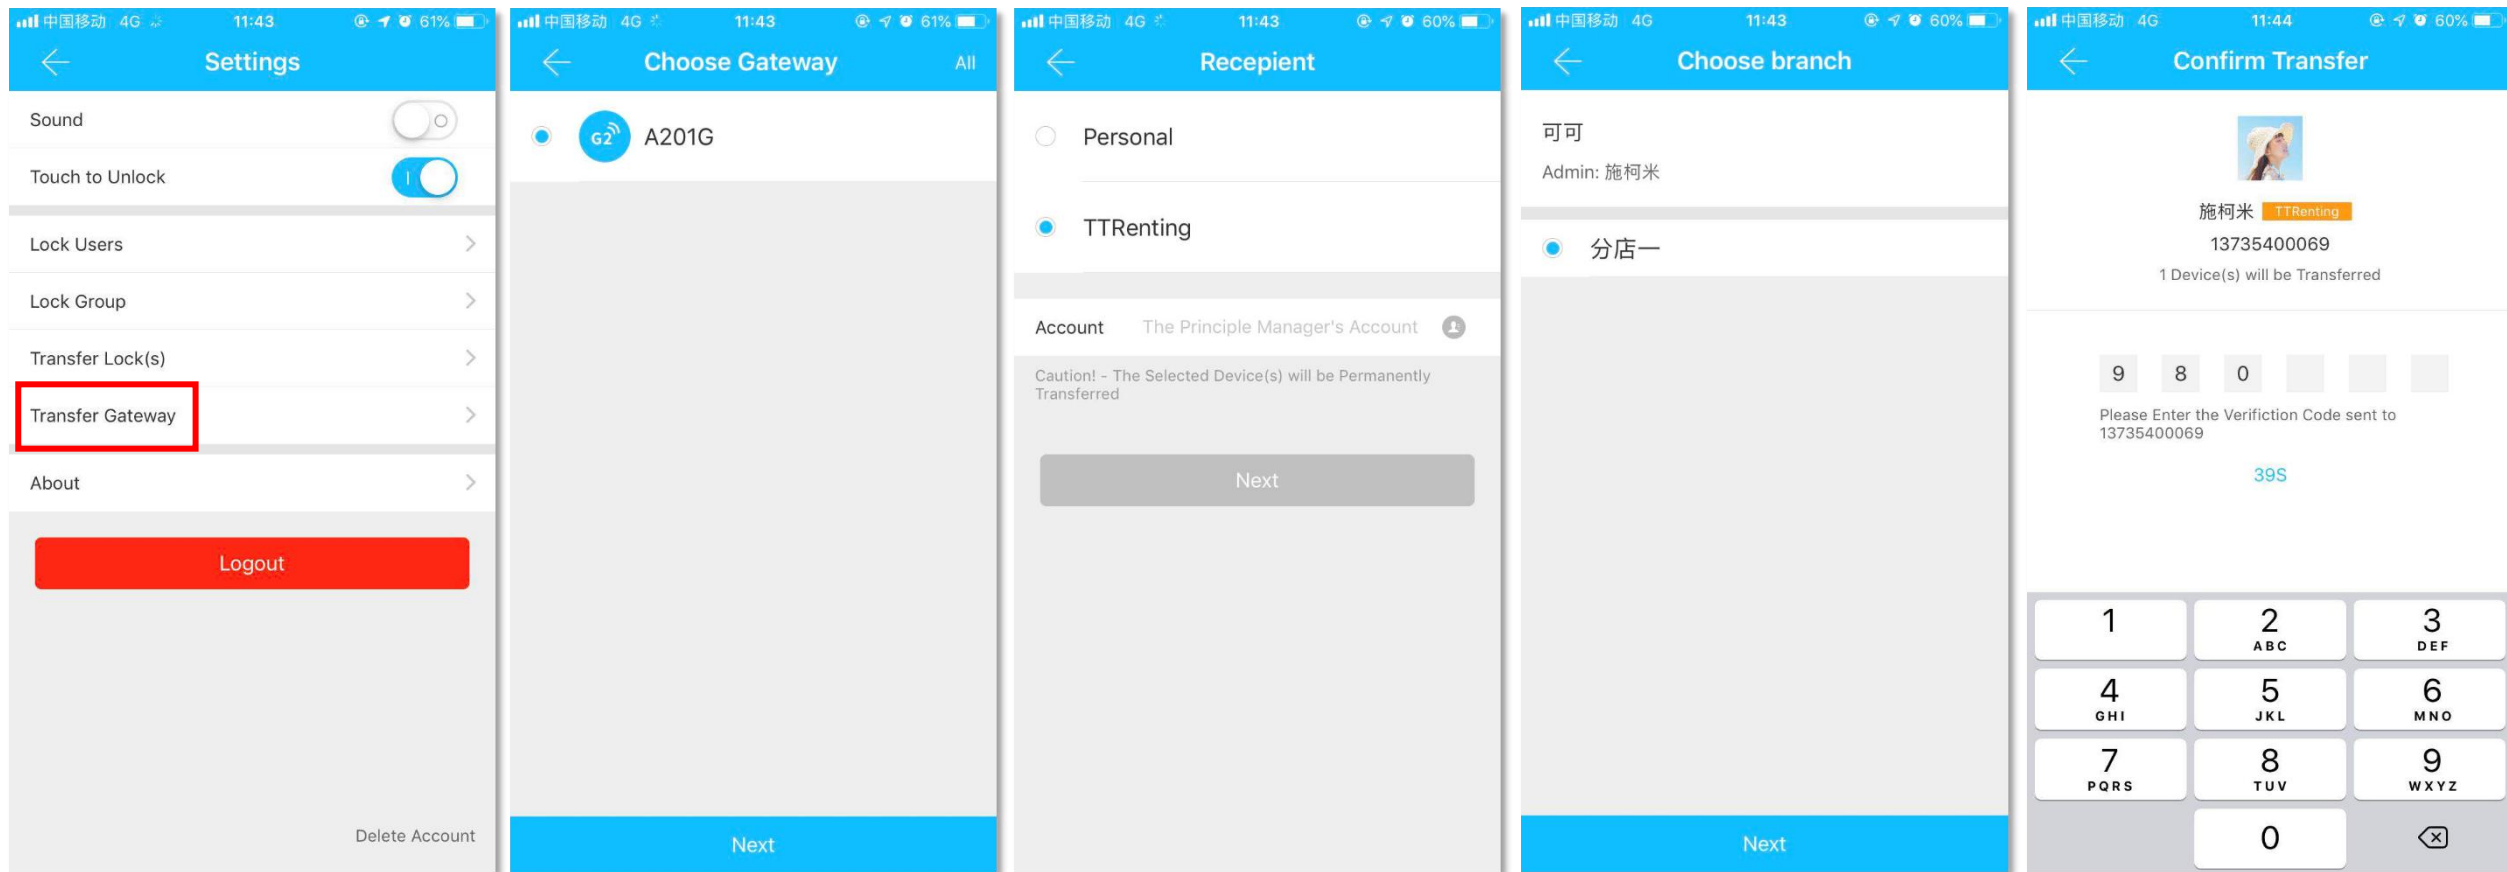 中国移动 4G 11:43 61%
Settings
Sound
Touch to Unlock
Lock Users
Lock Group
Transfer Lock(s)
Transfer Gateway
About
Logout
Delete Account
中国移动 4G 11:43 61%
Choose Gateway All
G2 A201G
Next
中国移动 4G 11:43 60%
Recepient
Personal
TTRenting
Account The Principle Manager's Account
Caution! - The Selected Device(s) will be Permanently
Transferred
Next
中国移动 4G 11:43 60%
Choose branch
可可
Admin: 施柯米
分店一
Next
中国移动 4G 11:44 60%
Confirm Transfer
施柯米 TTRenting
13735400069
1 Device(s) will be Transferred
9 8 0
Please Enter the Verifiction Code sent to
13735400069
39S
1 2 3
ABC DEF
4 5 6
GHI JKL MNO
7 8 9
PQRS TUV WXYZ
0